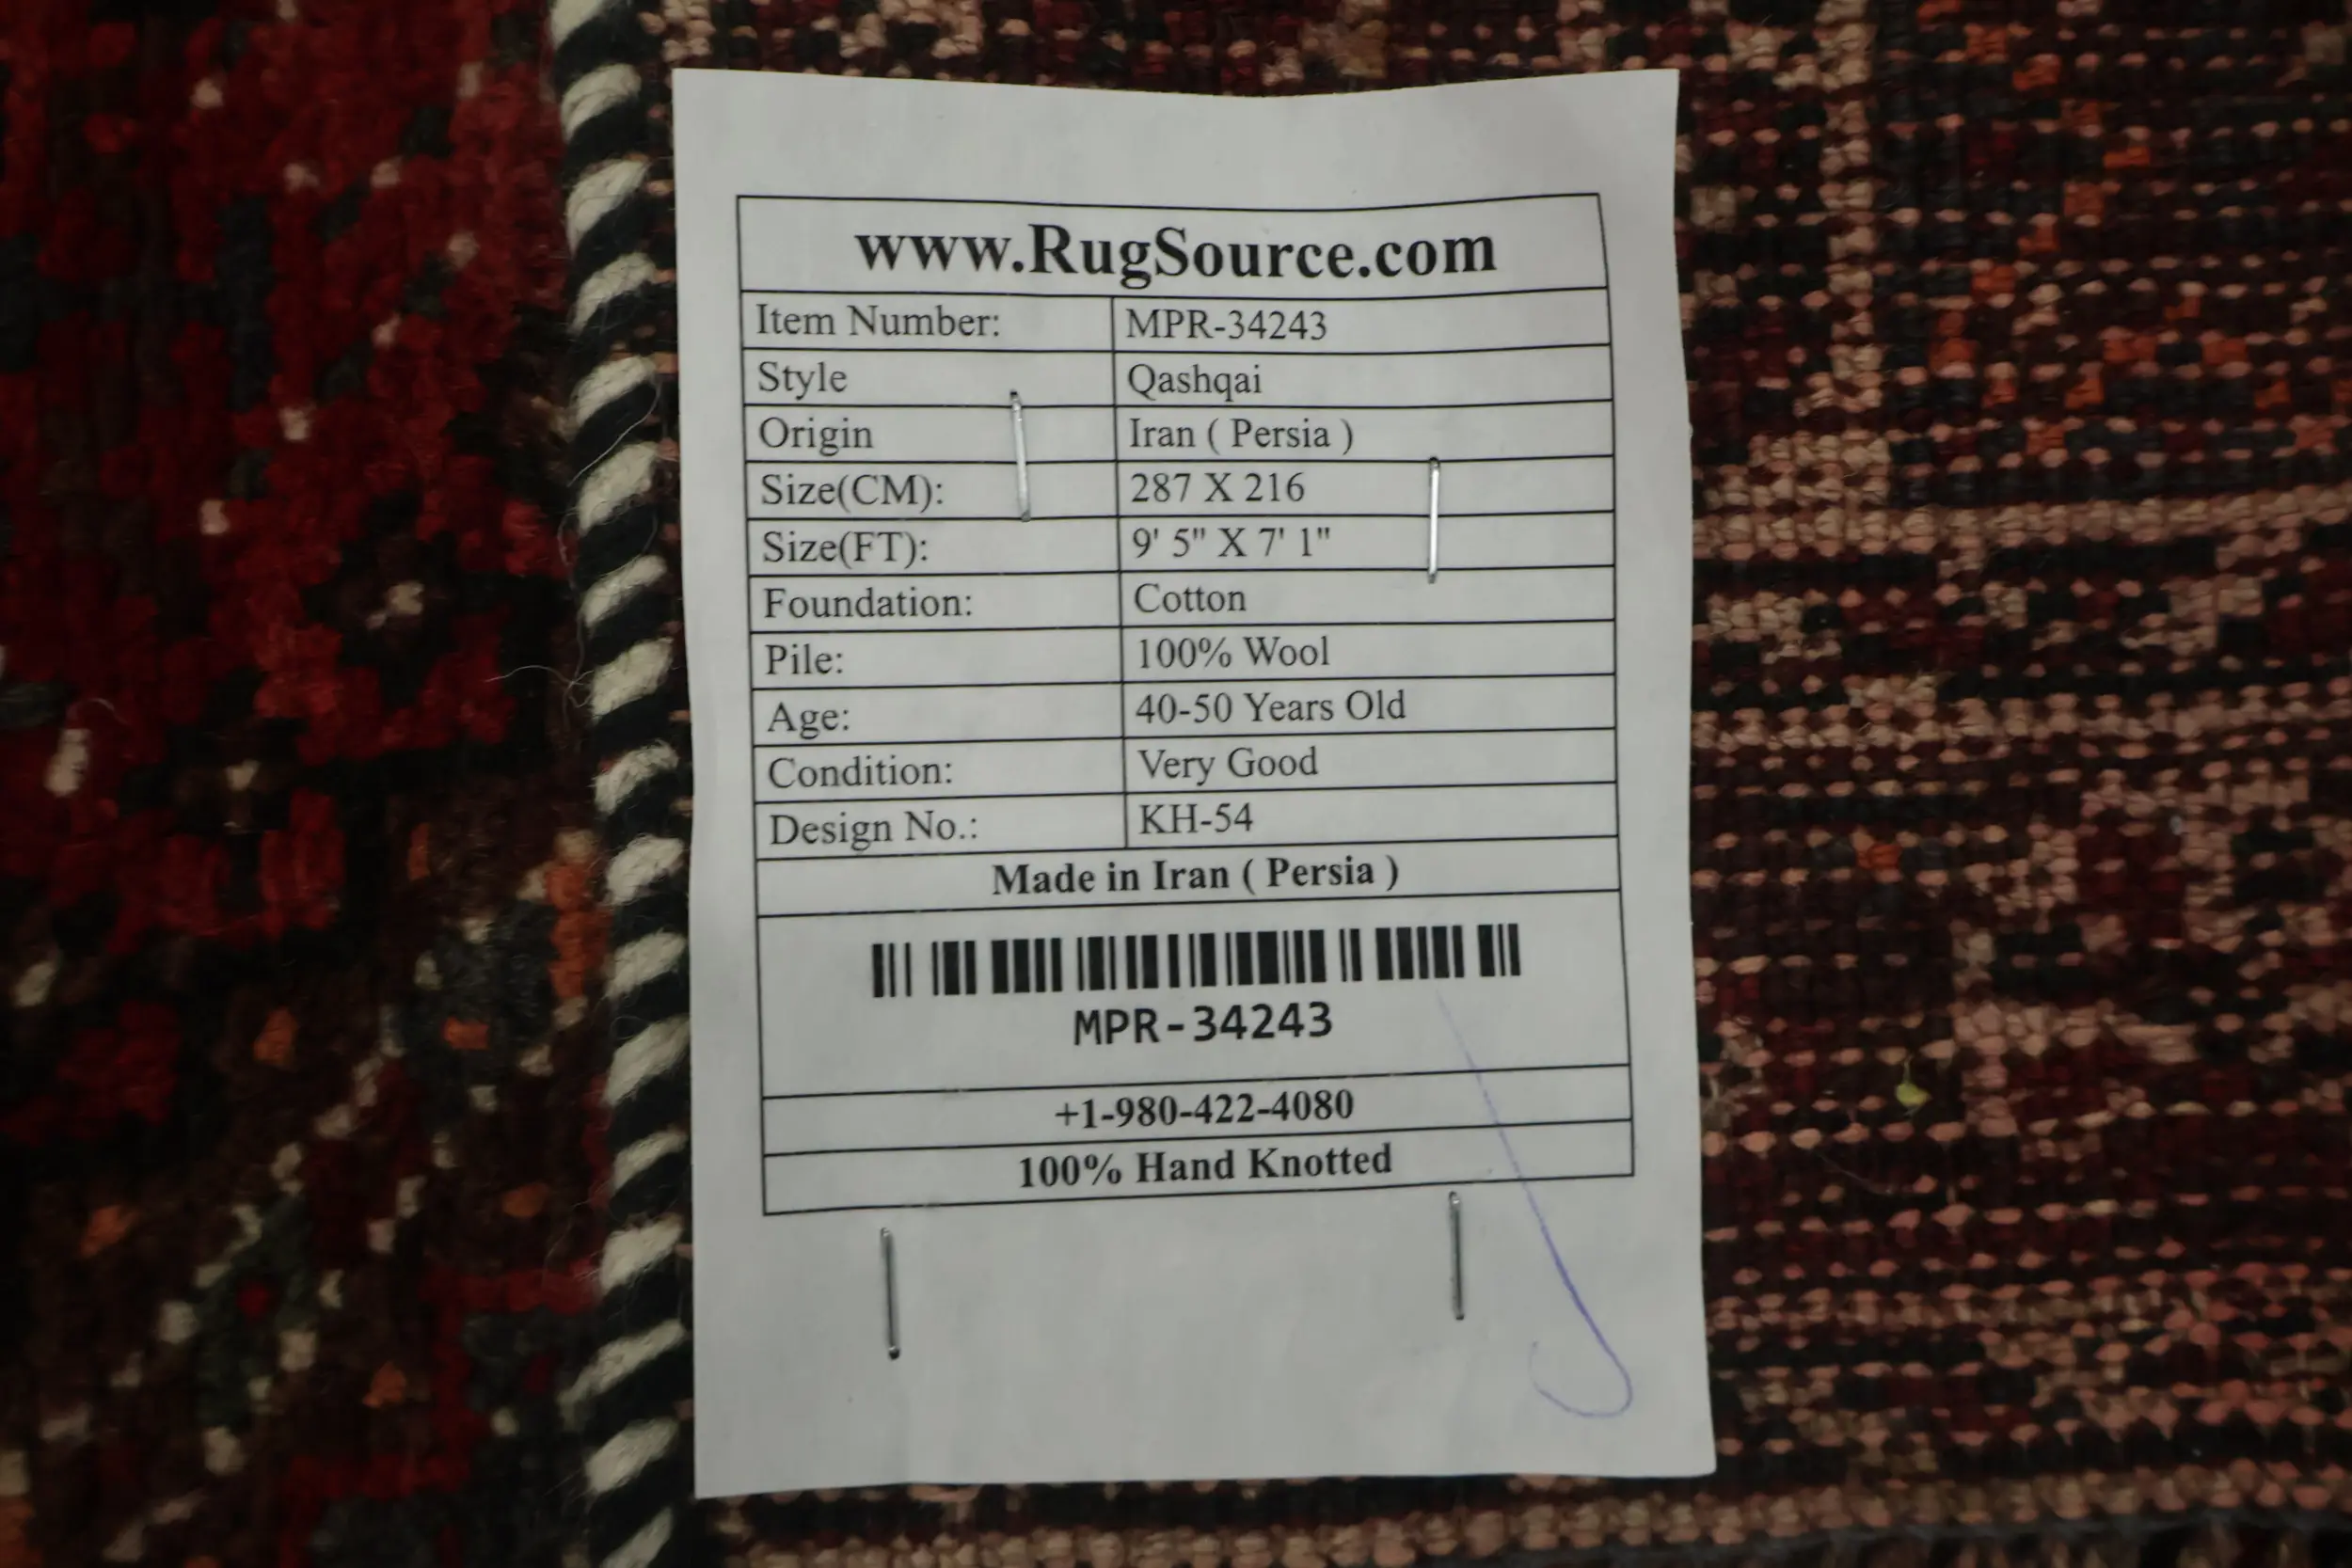 www.RugSource.com
Item Number: MPR-34243
Style Qashqai
Origin Iran ( Persia )
Size(CM): 287 X 216
Size(FT): 9' 5" X 7' 1"
Foundation: Cotton
Pile: 100% Wool
Age: 40-50 Years Old
Condition: Very Good
Design No.: KH-54
Made in Iran ( Persia )
MPR-34243
+1-980-422-4080
100% Hand Knotted